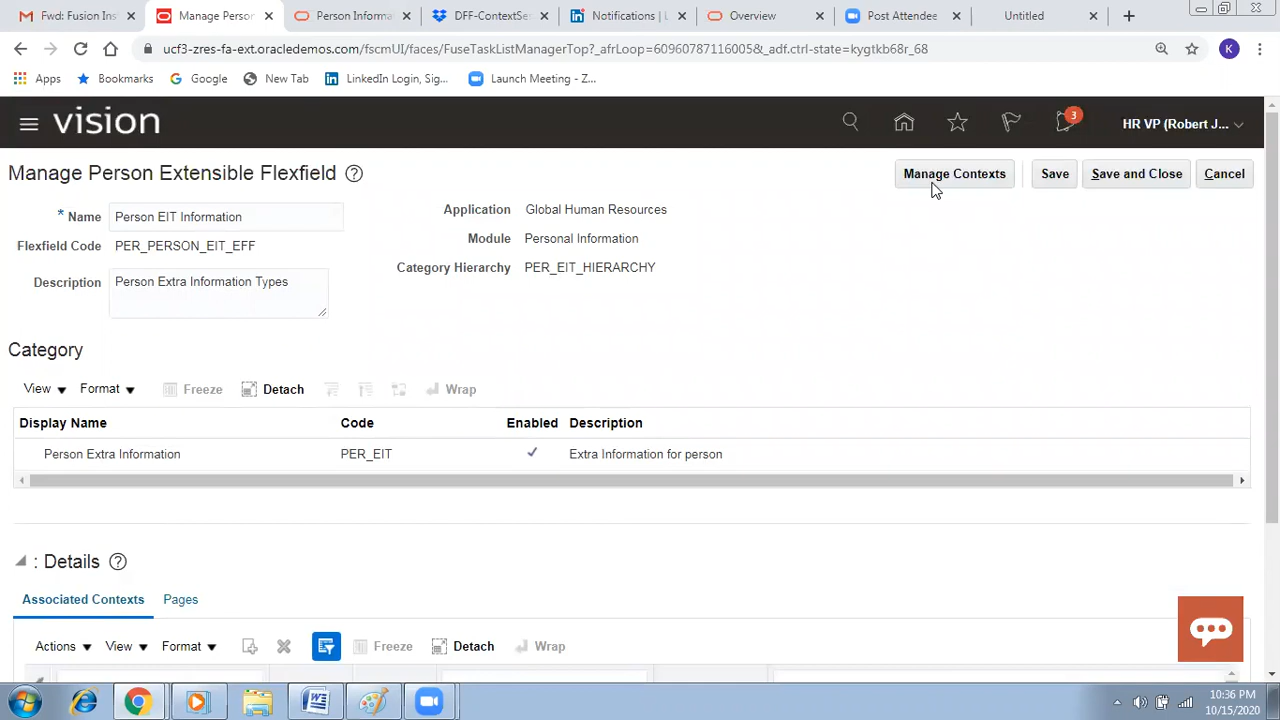 Fwd: Fusion Ins
Manage Perso
Person Informa
DFF-ContextSe
Notifications | L
Overview
Post Attendee
Untitled
ucf3-zres-fa-ext.oracledemos.com/fscmUI/faces/FuseTaskListManagerTop?_afrLoop=60960787116005&_adf.ctrl-state=kygtkb68r_68
K
Apps
Bookmarks
Google
New Tab
LinkedIn Login, Sig...
Launch Meeting - Z...
vision
3
HR VP (Robert J...
Manage Person Extensible Flexfield
Manage Contexts
Save
Save and Close
Cancel
* Name Person EIT Information
Application Global Human Resources
Flexfield Code PER_PERSON_EIT_EFF
Module Personal Information
Description Person Extra Information Types
Category Hierarchy PER_EIT_HIERARCHY
Category
View Format Freeze Detach Wrap
Display Name Code Enabled Description
Person Extra Information PER_EIT Extra Information for person
: Details
Associated Contexts Pages
Actions View Format Freeze Detach Wrap
10:36 PM
10/15/2020